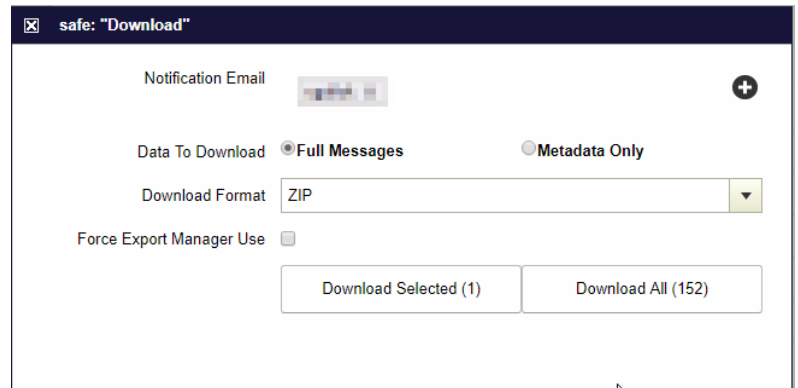 safe: "Download"
Notification Email
Data To Download Full Messages Metadata Only
Download Format ZIP
Force Export Manager Use
Download Selected (1) Download All (152)